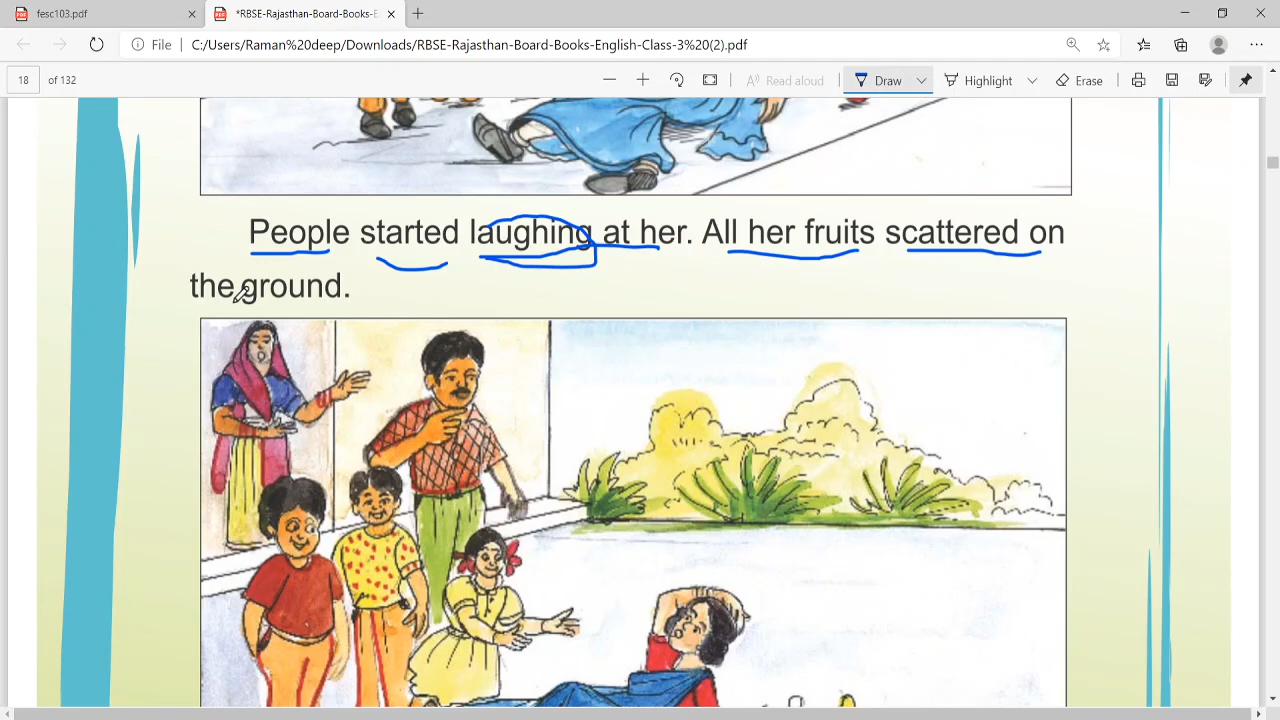 fesc103.pdf
*RBSE-Rajasthan-Board-Books-E
File C:/Users/Raman%20deep/Downloads/RBSE-Rajasthan-Board-Books-English-Class-3%20(2).pdf
18 of 132 Read aloud Draw Highlight Erase
People started laughing at her. All her fruits scattered on
the ground.